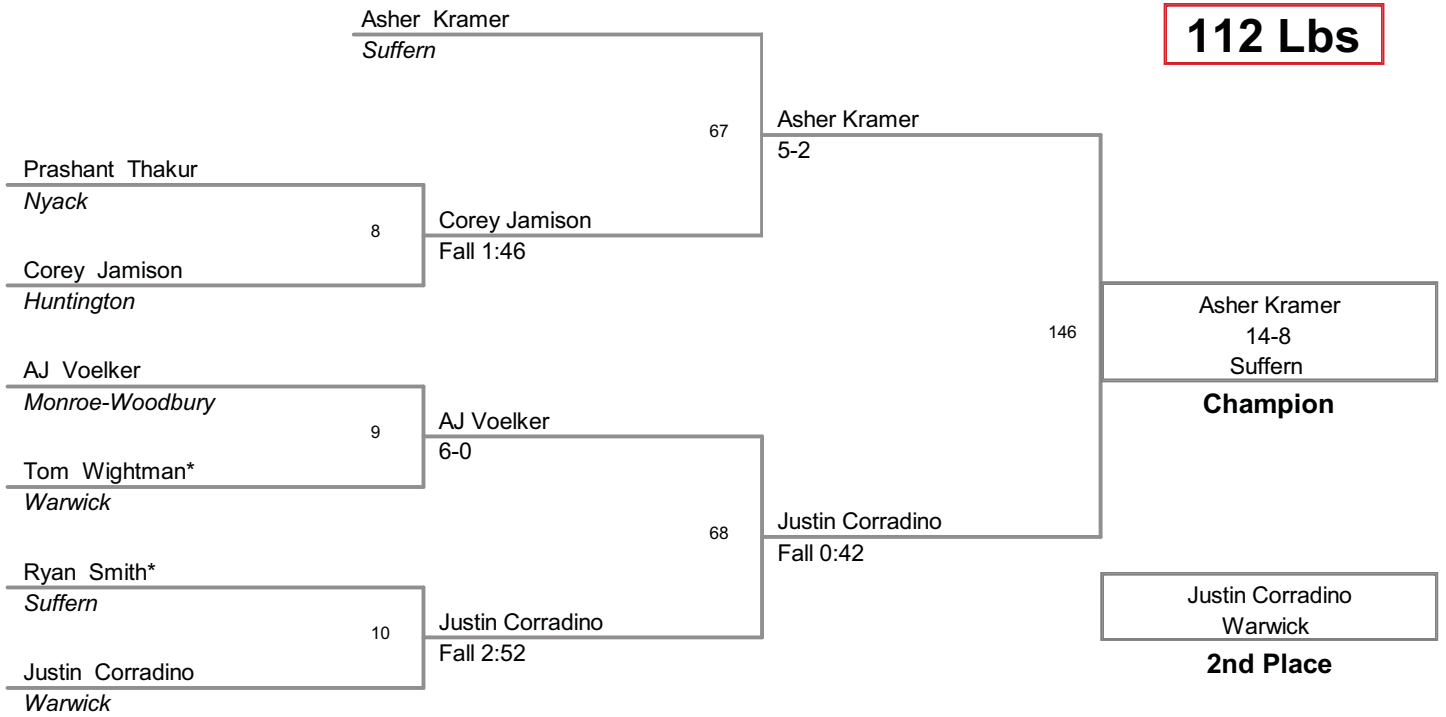 Asher Kramer
Suffern
112 Lbs
67
Asher Kramer
5-2
Prashant Thakur
Nyack
8
Corey Jamison
Fall 1:46
Corey Jamison
Huntington
146
Asher Kramer
14-8
Suffern
Champion
AJ Voelker
Monroe-Woodbury
9
AJ Voelker
6-0
Tom Wightman*
Warwick
68
Justin Corradino
Fall 0:42
Ryan Smith*
Suffern
10
Justin Corradino
Fall 2:52
Justin Corradino
Warwick
Justin Corradino
Warwick
2nd Place